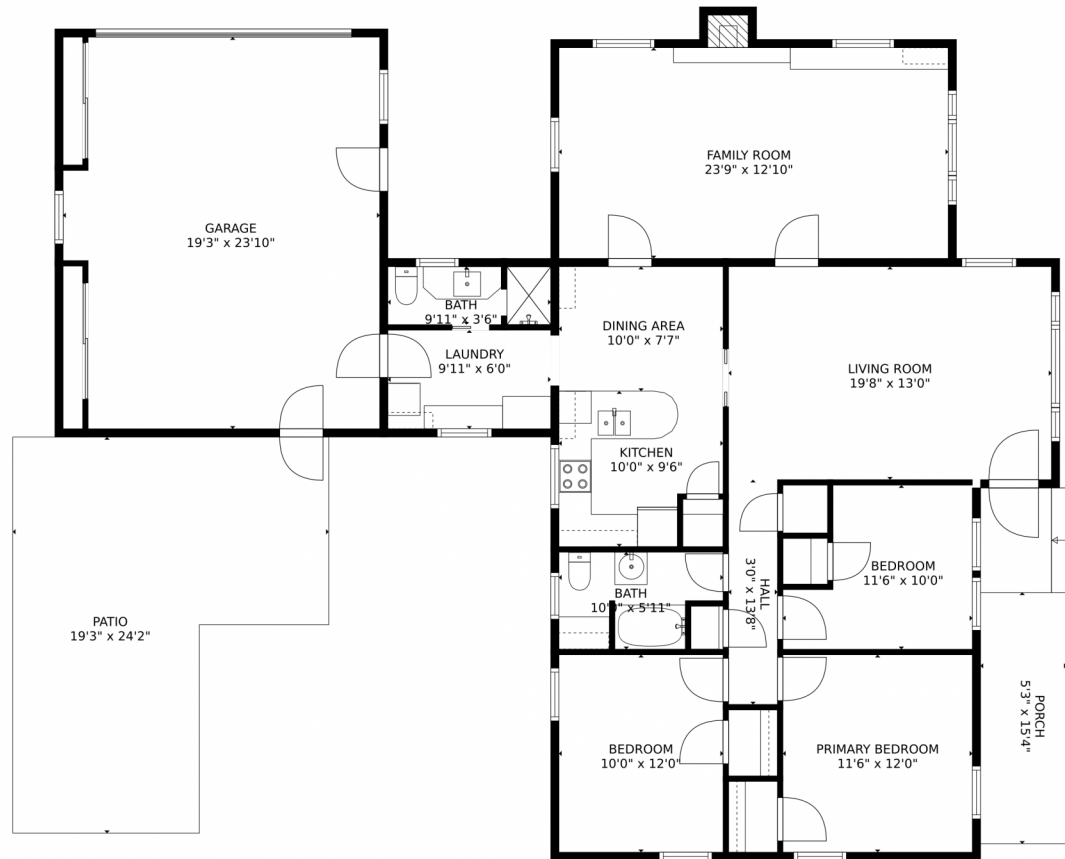 FAMILY ROOM
23'9" x 12'10"
GARAGE
19'3" x 23'10"
BATH
9'11" x 3'6"
DINING AREA
10'0" x 7'7"
LAUNDRY
9'11" x 6'0"
LIVING ROOM
19'8" x 13'0"
KITCHEN
10'0" x 9'6"
BEDROOM
11'6" x 10'0"
HALL
3'0" x 13'8"
BATH
x 5'11"
PATIO
19'3" x 24'2"
PORCH
5'3" x 15'4"
BEDROOM
10'0" x 12'0"
PRIMARY BEDROOM
11'6" x 12'0"